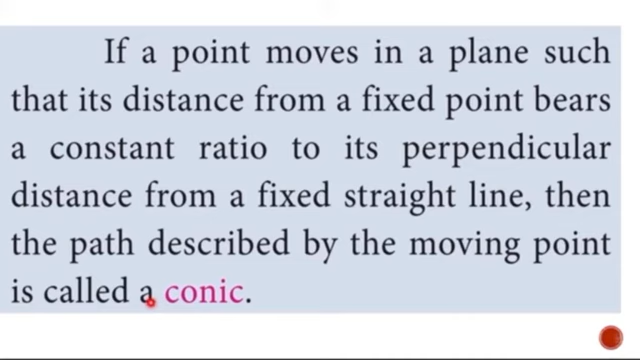 If a point moves in a plane such
that its distance from a fixed point bears
a constant ratio to its perpendicular
distance from a fixed straight line, then
the path described by the moving point
is called a conic.